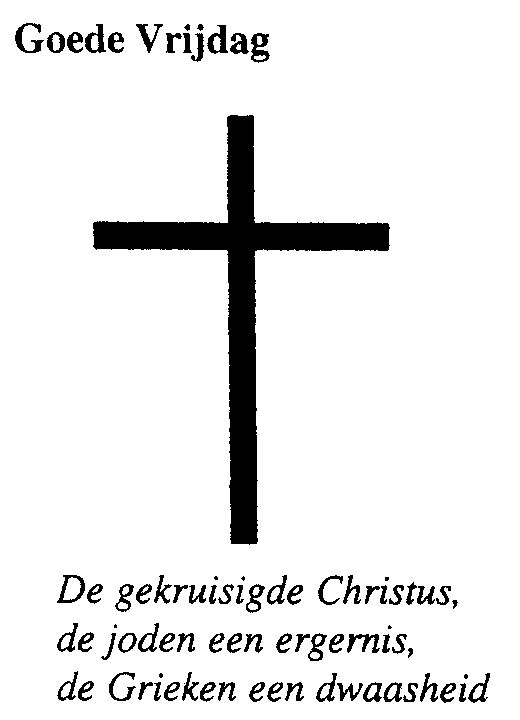 Goede Vrijdag
De gekruisigde Christus,
de joden een ergernis,
de Grieken een dwaasheid